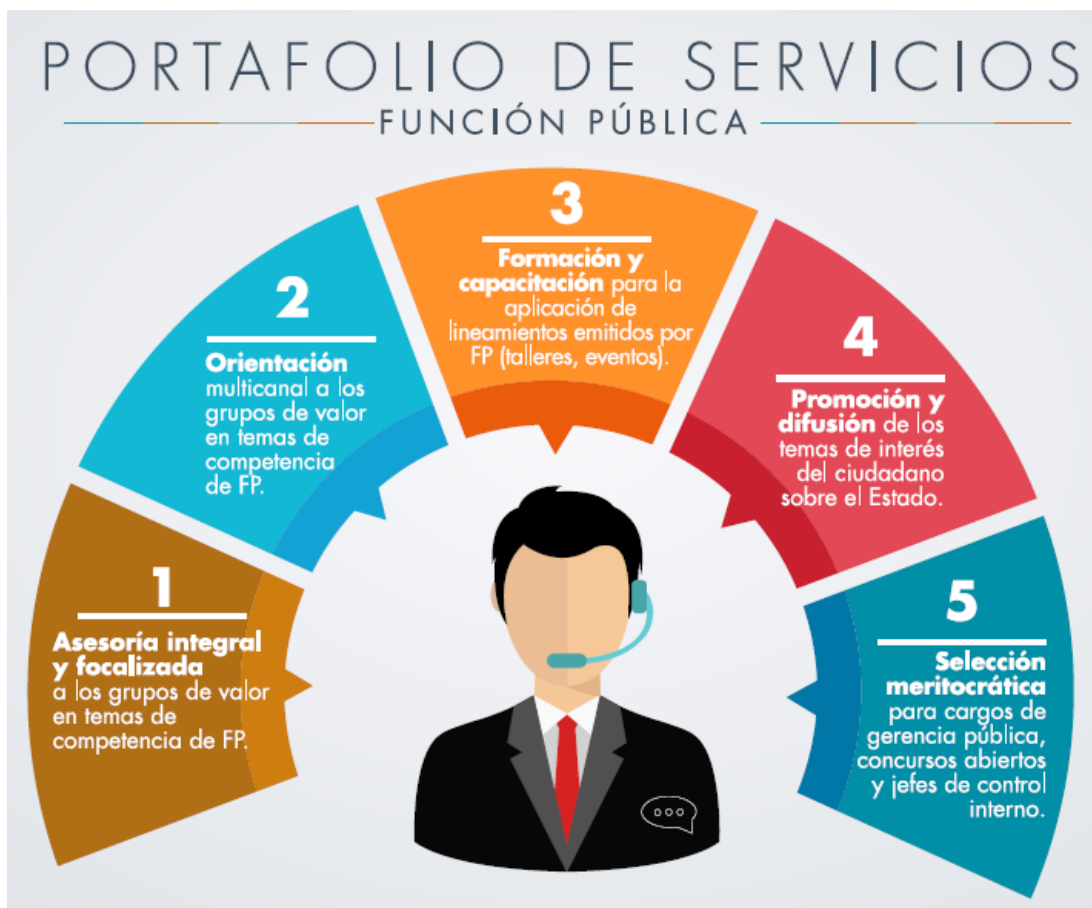 PORTAFOLIO DE SERVICIOS
FUNCIÓN PÚBLICA
1
Asesoría integral
y focalizada
a los grupos de valor
en temas de
competencia de FP.
2
Orientación
multicanal a los
grupos de valor
en temas de
competencia
de FP.
3
Formación y
capacitación para la
aplicación de
lineamientos emitidos por
FP (talleres, eventos).
4
Promoción y
difusión de los
temas de interés
del ciudadano
sobre el Estado.
5
Selección
meritocrática
para cargos de
gerencia pública,
concursos abiertos
y jefes de control
interno.